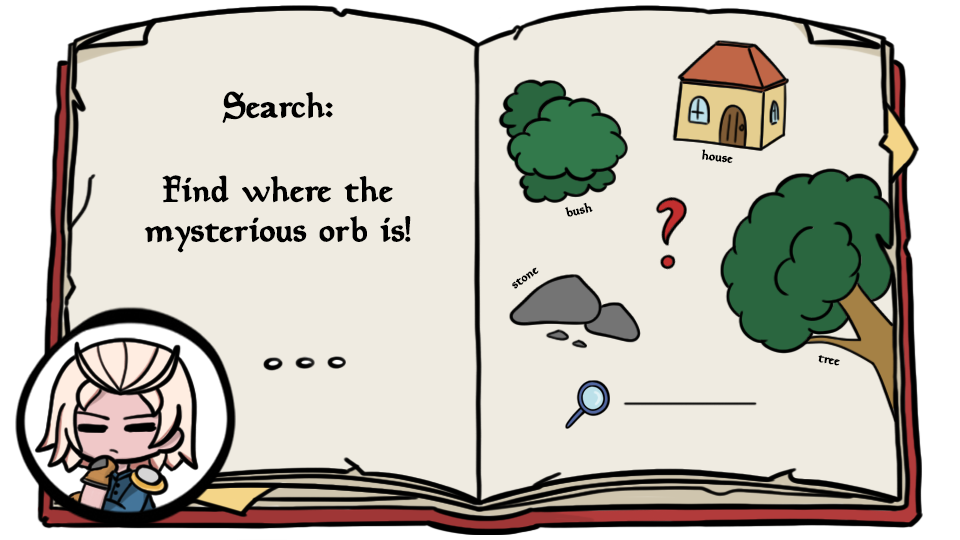 Search:
Find where the
mysterious orb is!
house
bush
?
stone
tree